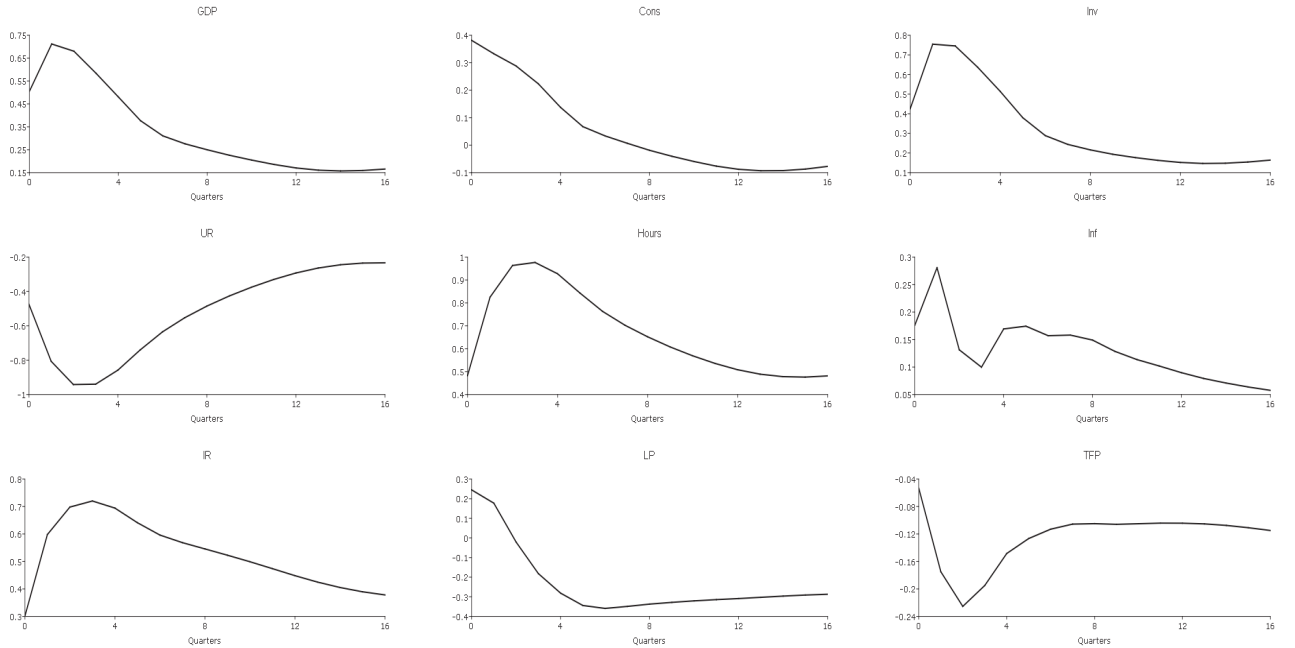 GDP
0.75
0.65
0.55
0.45
0.35
0.25
0.15
0 4 8 12 16
Quarters
Cons
0.4
0.3
0.2
0.1
0
-0.1
0 4 8 12 16
Quarters
Inv
0.8
0.7
0.6
0.5
0.4
0.3
0.2
0.1
0 4 8 12 16
Quarters
UR
-0.2
-0.4
-0.6
-0.8
-1
0 4 8 12 16
Quarters
Hours
1
0.9
0.8
0.7
0.6
0.5
0.4
0 4 8 12 16
Quarters
Inf
0.3
0.25
0.2
0.15
0.1
0.05
0 4 8 12 16
Quarters
IR
0.8
0.7
0.6
0.5
0.4
0.3
0 4 8 12 16
Quarters
LP
0.3
0.2
0.1
0
-0.1
-0.2
-0.3
-0.4
0 4 8 12 16
Quarters
TFP
-0.04
-0.08
-0.12
-0.16
-0.2
-0.24
0 4 8 12 16
Quarters